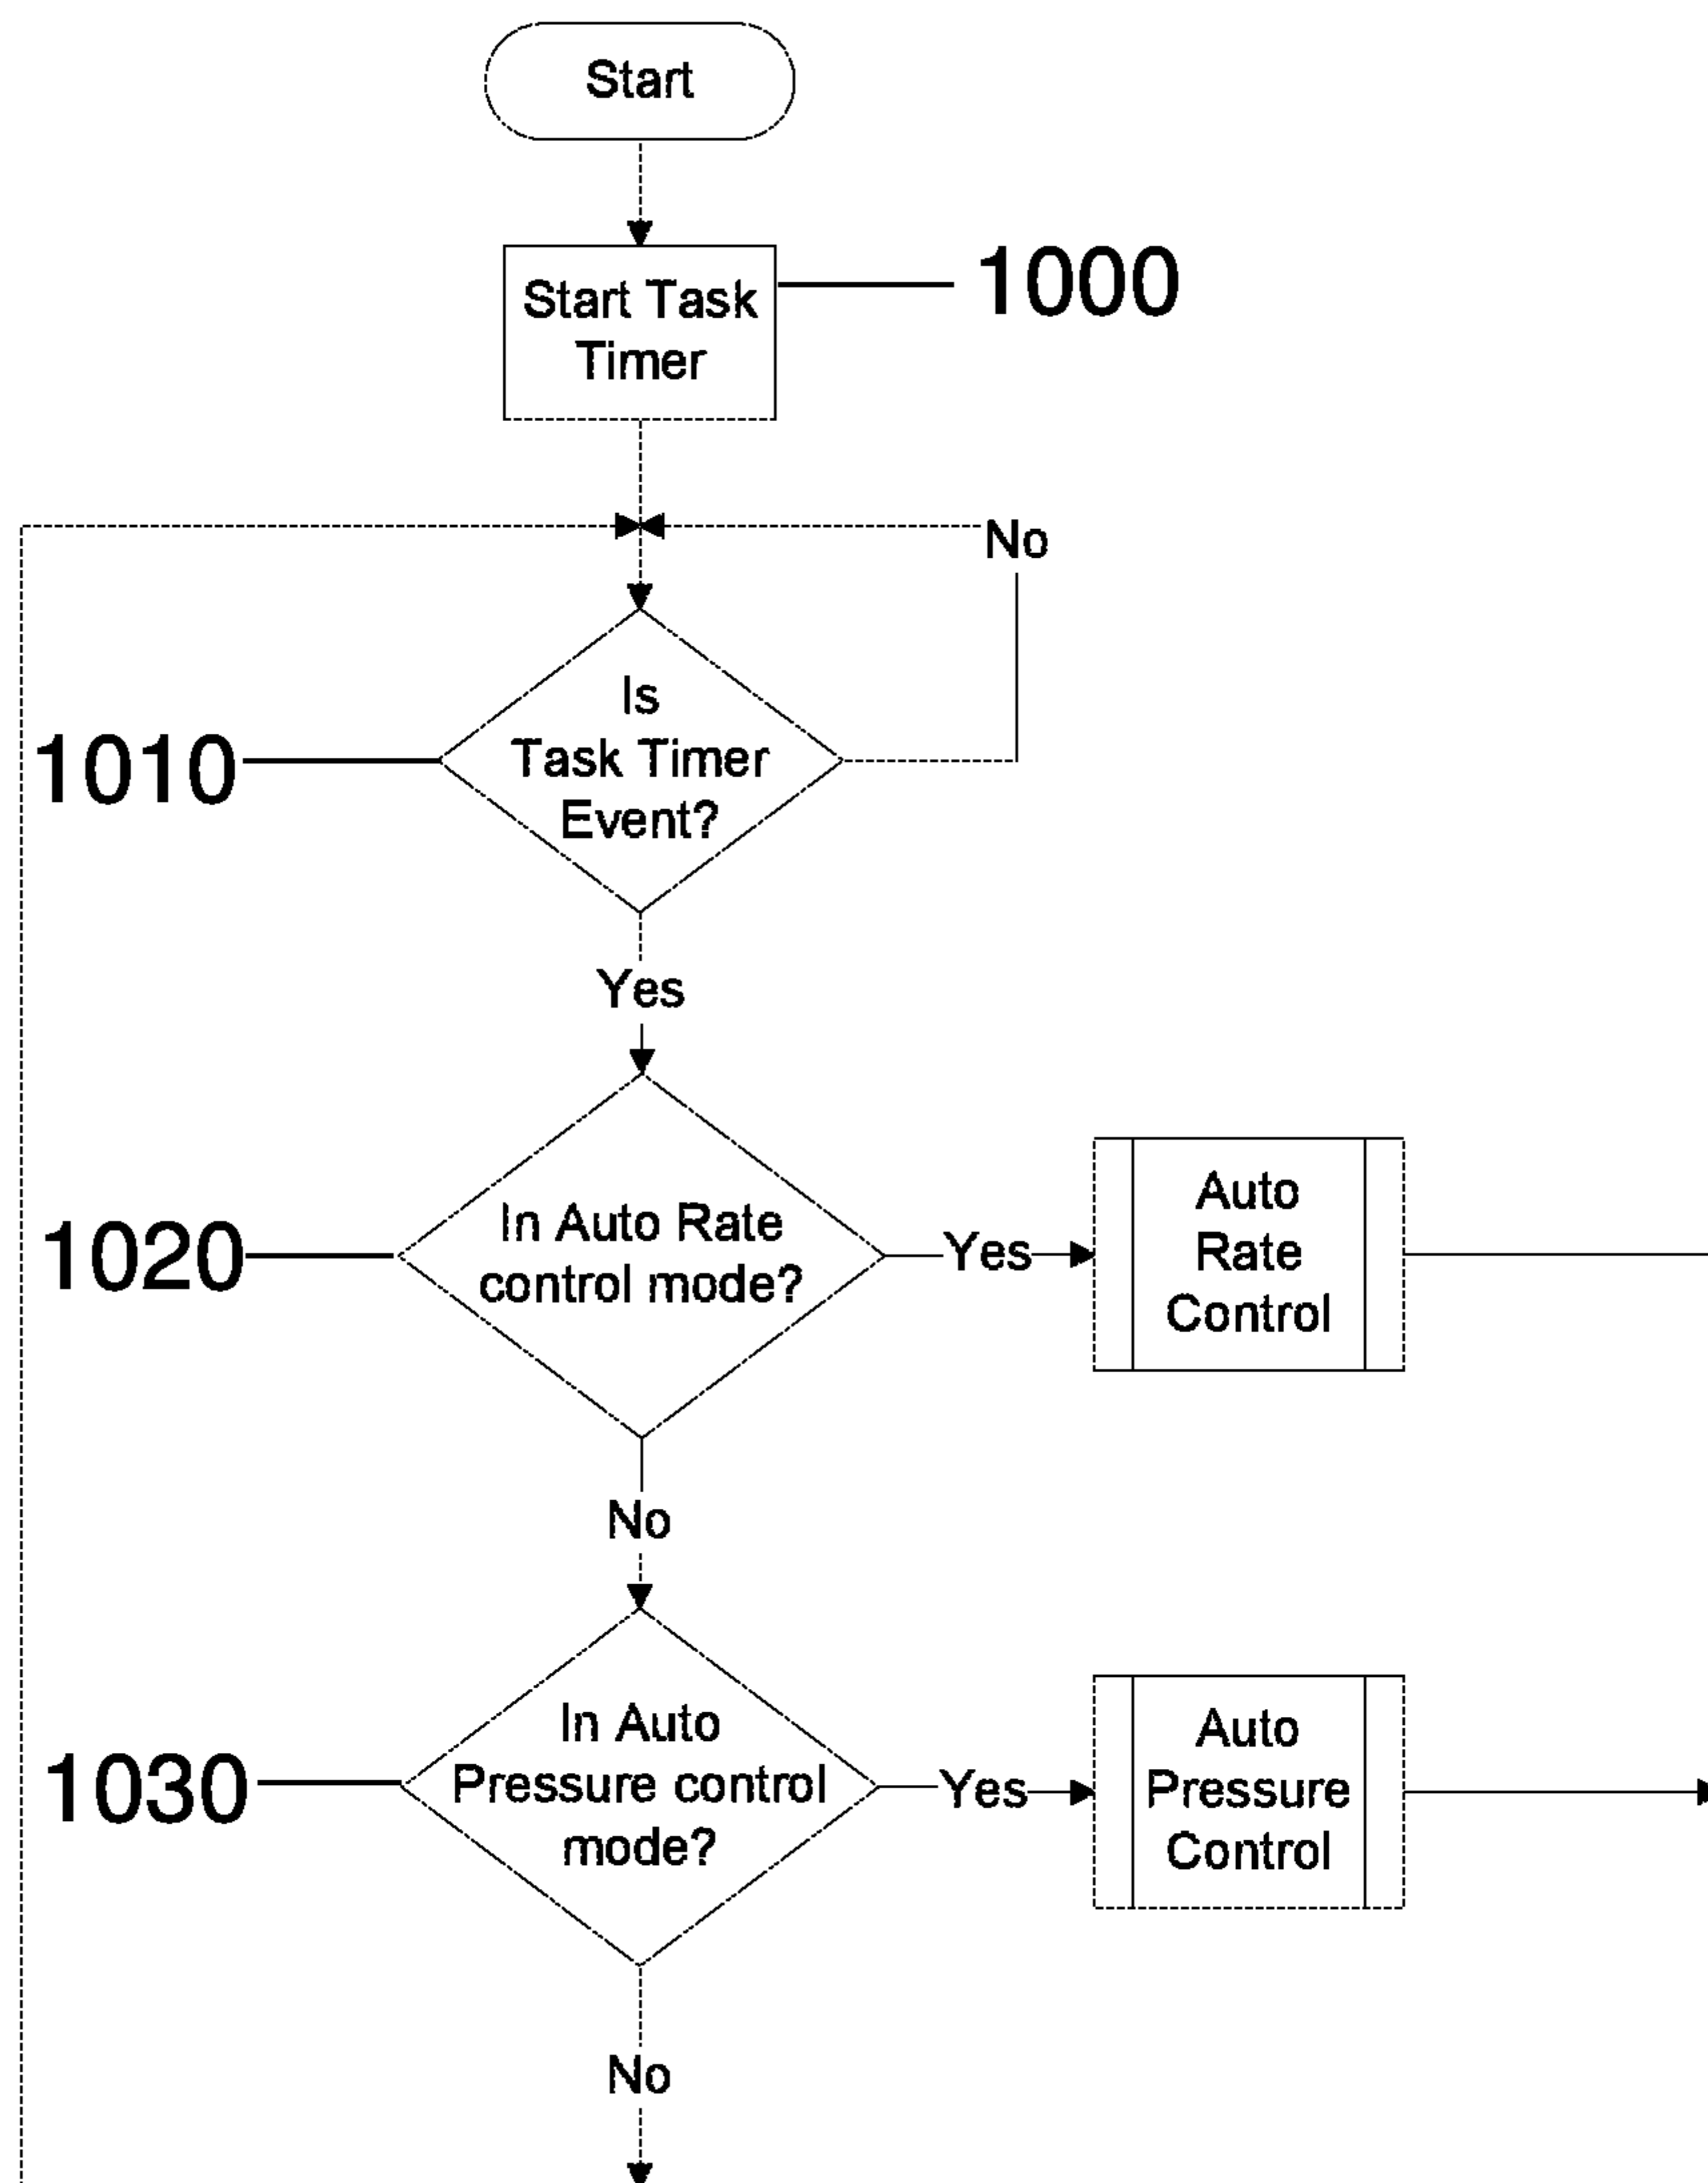 Start
Start Task
Timer
1000
No
Is
Task Timer
Event?
1010
Yes
In Auto Rate
control mode?
1020
Yes
Auto
Rate
Control
No
In Auto
Pressure control
mode?
1030
Yes
Auto
Pressure
Control
No